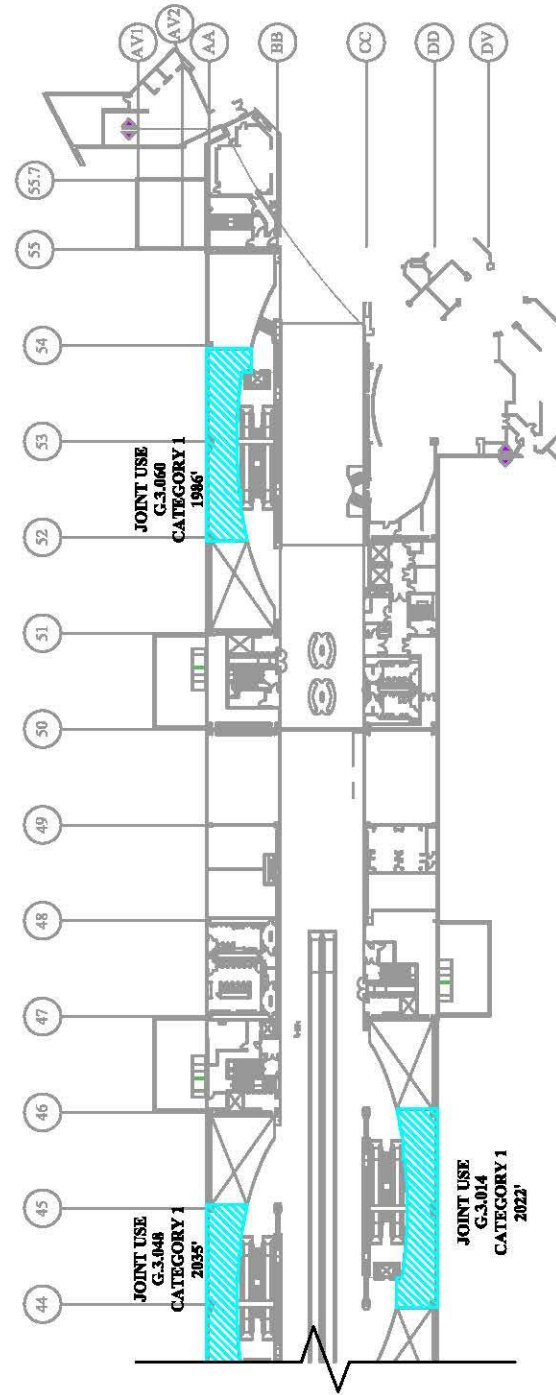 AV1
AV2
AA
BB
CC
DD
DV
55.7
55
54
53
52
51
50
49
48
47
46
45
44
JOINT USE
G.3.060
CATEGORY 1
1986'
JOINT USE
G.3.048
CATEGORY 1
2035'
JOINT USE
G.3.014
CATEGORY 1
2022'